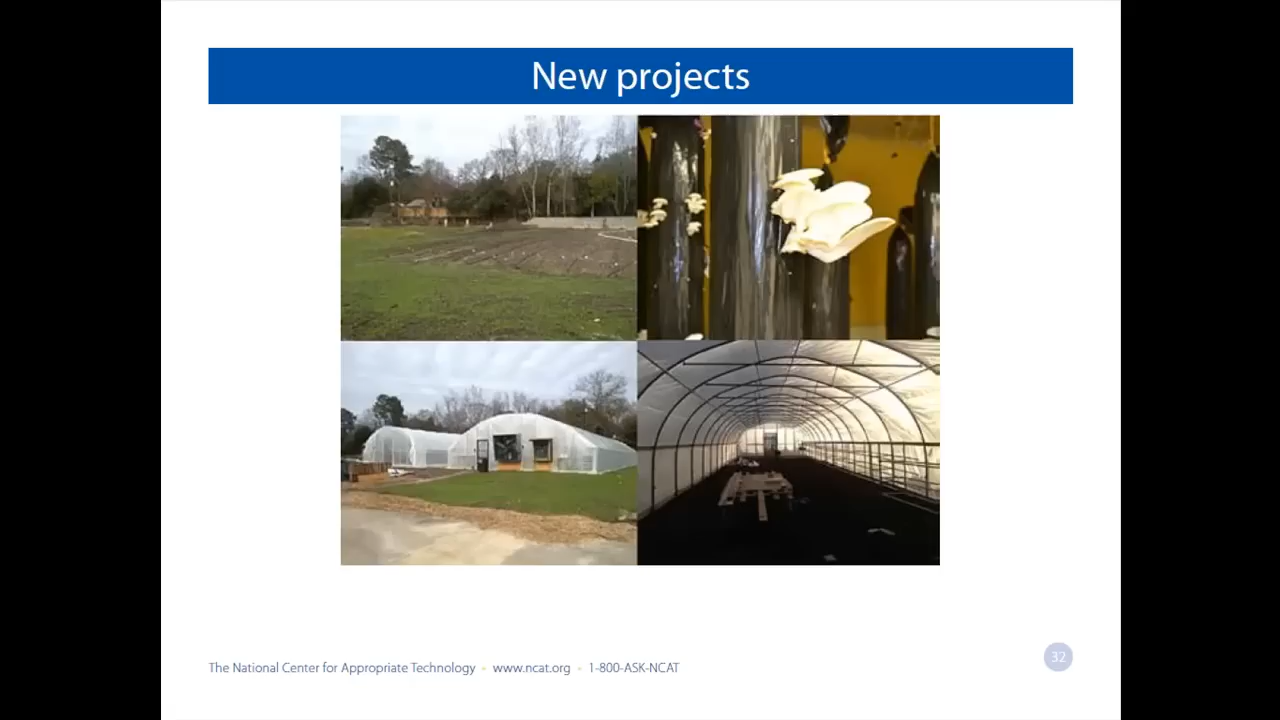 New projects
The National Center for Appropriate Technology • www.ncat.org • 1-800-ASK-NCAT
32